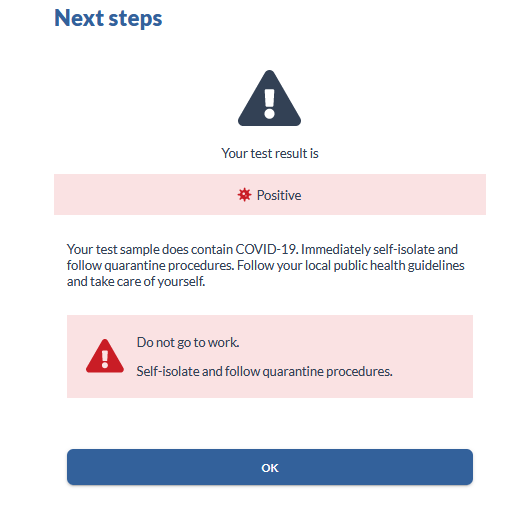 Next steps
Your test result is
Positive
Your test sample does contain COVID-19. Immediately self-isolate and
follow quarantine procedures. Follow your local public health guidelines
and take care of yourself.
Do not go to work.
Self-isolate and follow quarantine procedures.
OK